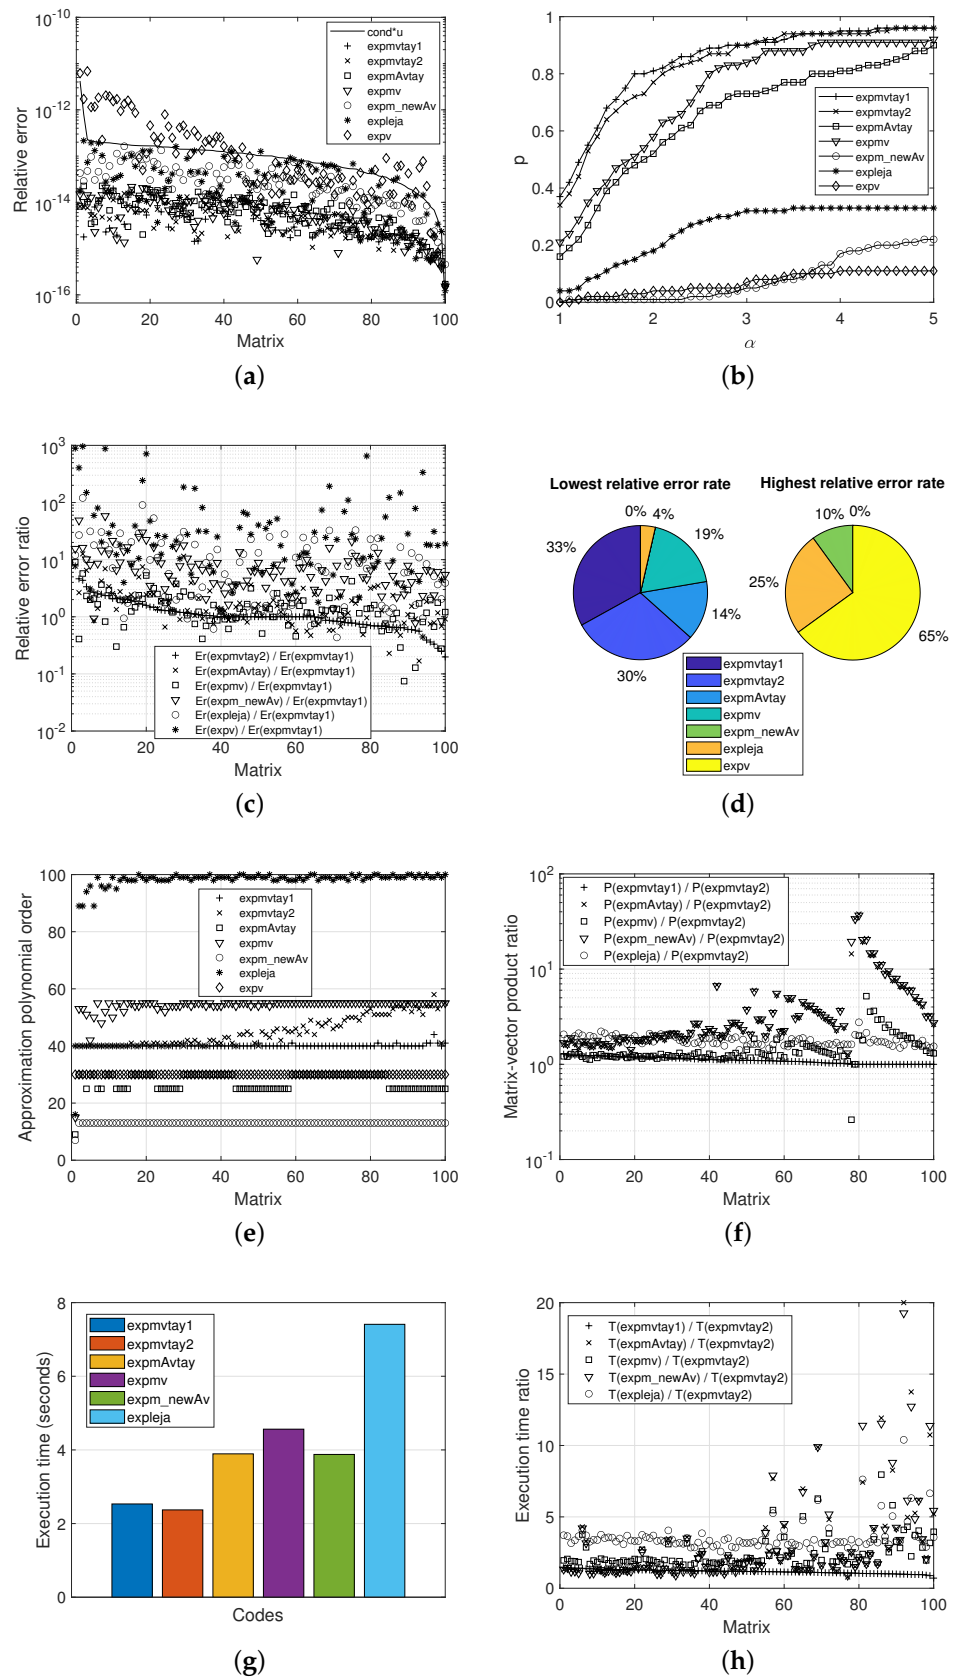 10^-10
10^-12
10^-14
10^-16
Relative error
cond*u
expmvtay1
expmvtay2
expmAvtay
expmv
expm_newAv
expleja
expv
0 20 40 60 80 100
Matrix
(a)
1
0.8
0.6
0.4
0.2
0
p
expmvtay1
expmvtay2
expmAvtay
expmv
expm_newAv
expleja
expv
1 2 3 4 5
α
(b)
10^3
10^2
10^1
10^0
10^-1
10^-2
Relative error ratio
Er(expmvtay2) / Er(expmvtay1)
Er(expmAvtay) / Er(expmvtay1)
Er(expmv) / Er(expmvtay1)
Er(expm_newAv) / Er(expmvtay1)
Er(expleja) / Er(expmvtay1)
Er(expv) / Er(expmvtay1)
0 20 40 60 80 100
Matrix
(c)
Lowest relative error rate
0% 4%
19%
33%
14%
30%
Highest relative error rate
10% 0%
25%
65%
expmvtay1
expmvtay2
expmAvtay
expmv
expm_newAv
expleja
expv
(d)
100
80
60
40
20
0
Approximation polynomial order
expmvtay1
expmvtay2
expmAvtay
expmv
expm_newAv
expleja
expv
0 20 40 60 80 100
Matrix
(e)
10^2
10^1
10^0
10^-1
Matrix-vector product ratio
P(expmvtay1) / P(expmvtay2)
P(expmAvtay) / P(expmvtay2)
P(expmv) / P(expmvtay2)
P(expm_newAv) / P(expmvtay2)
P(expleja) / P(expmvtay2)
0 20 40 60 80 100
Matrix
(f)
8
6
4
2
0
Execution time (seconds)
expmvtay1
expmvtay2
expmAvtay
expmv
expm_newAv
expleja
Codes
(g)
20
15
10
5
0
Execution time ratio
T(expmvtay1) / T(expmvtay2)
T(expmAvtay) / T(expmvtay2)
T(expmv) / T(expmvtay2)
T(expm_newAv) / T(expmvtay2)
T(expleja) / T(expmvtay2)
0 20 40 60 80 100
Matrix
(h)